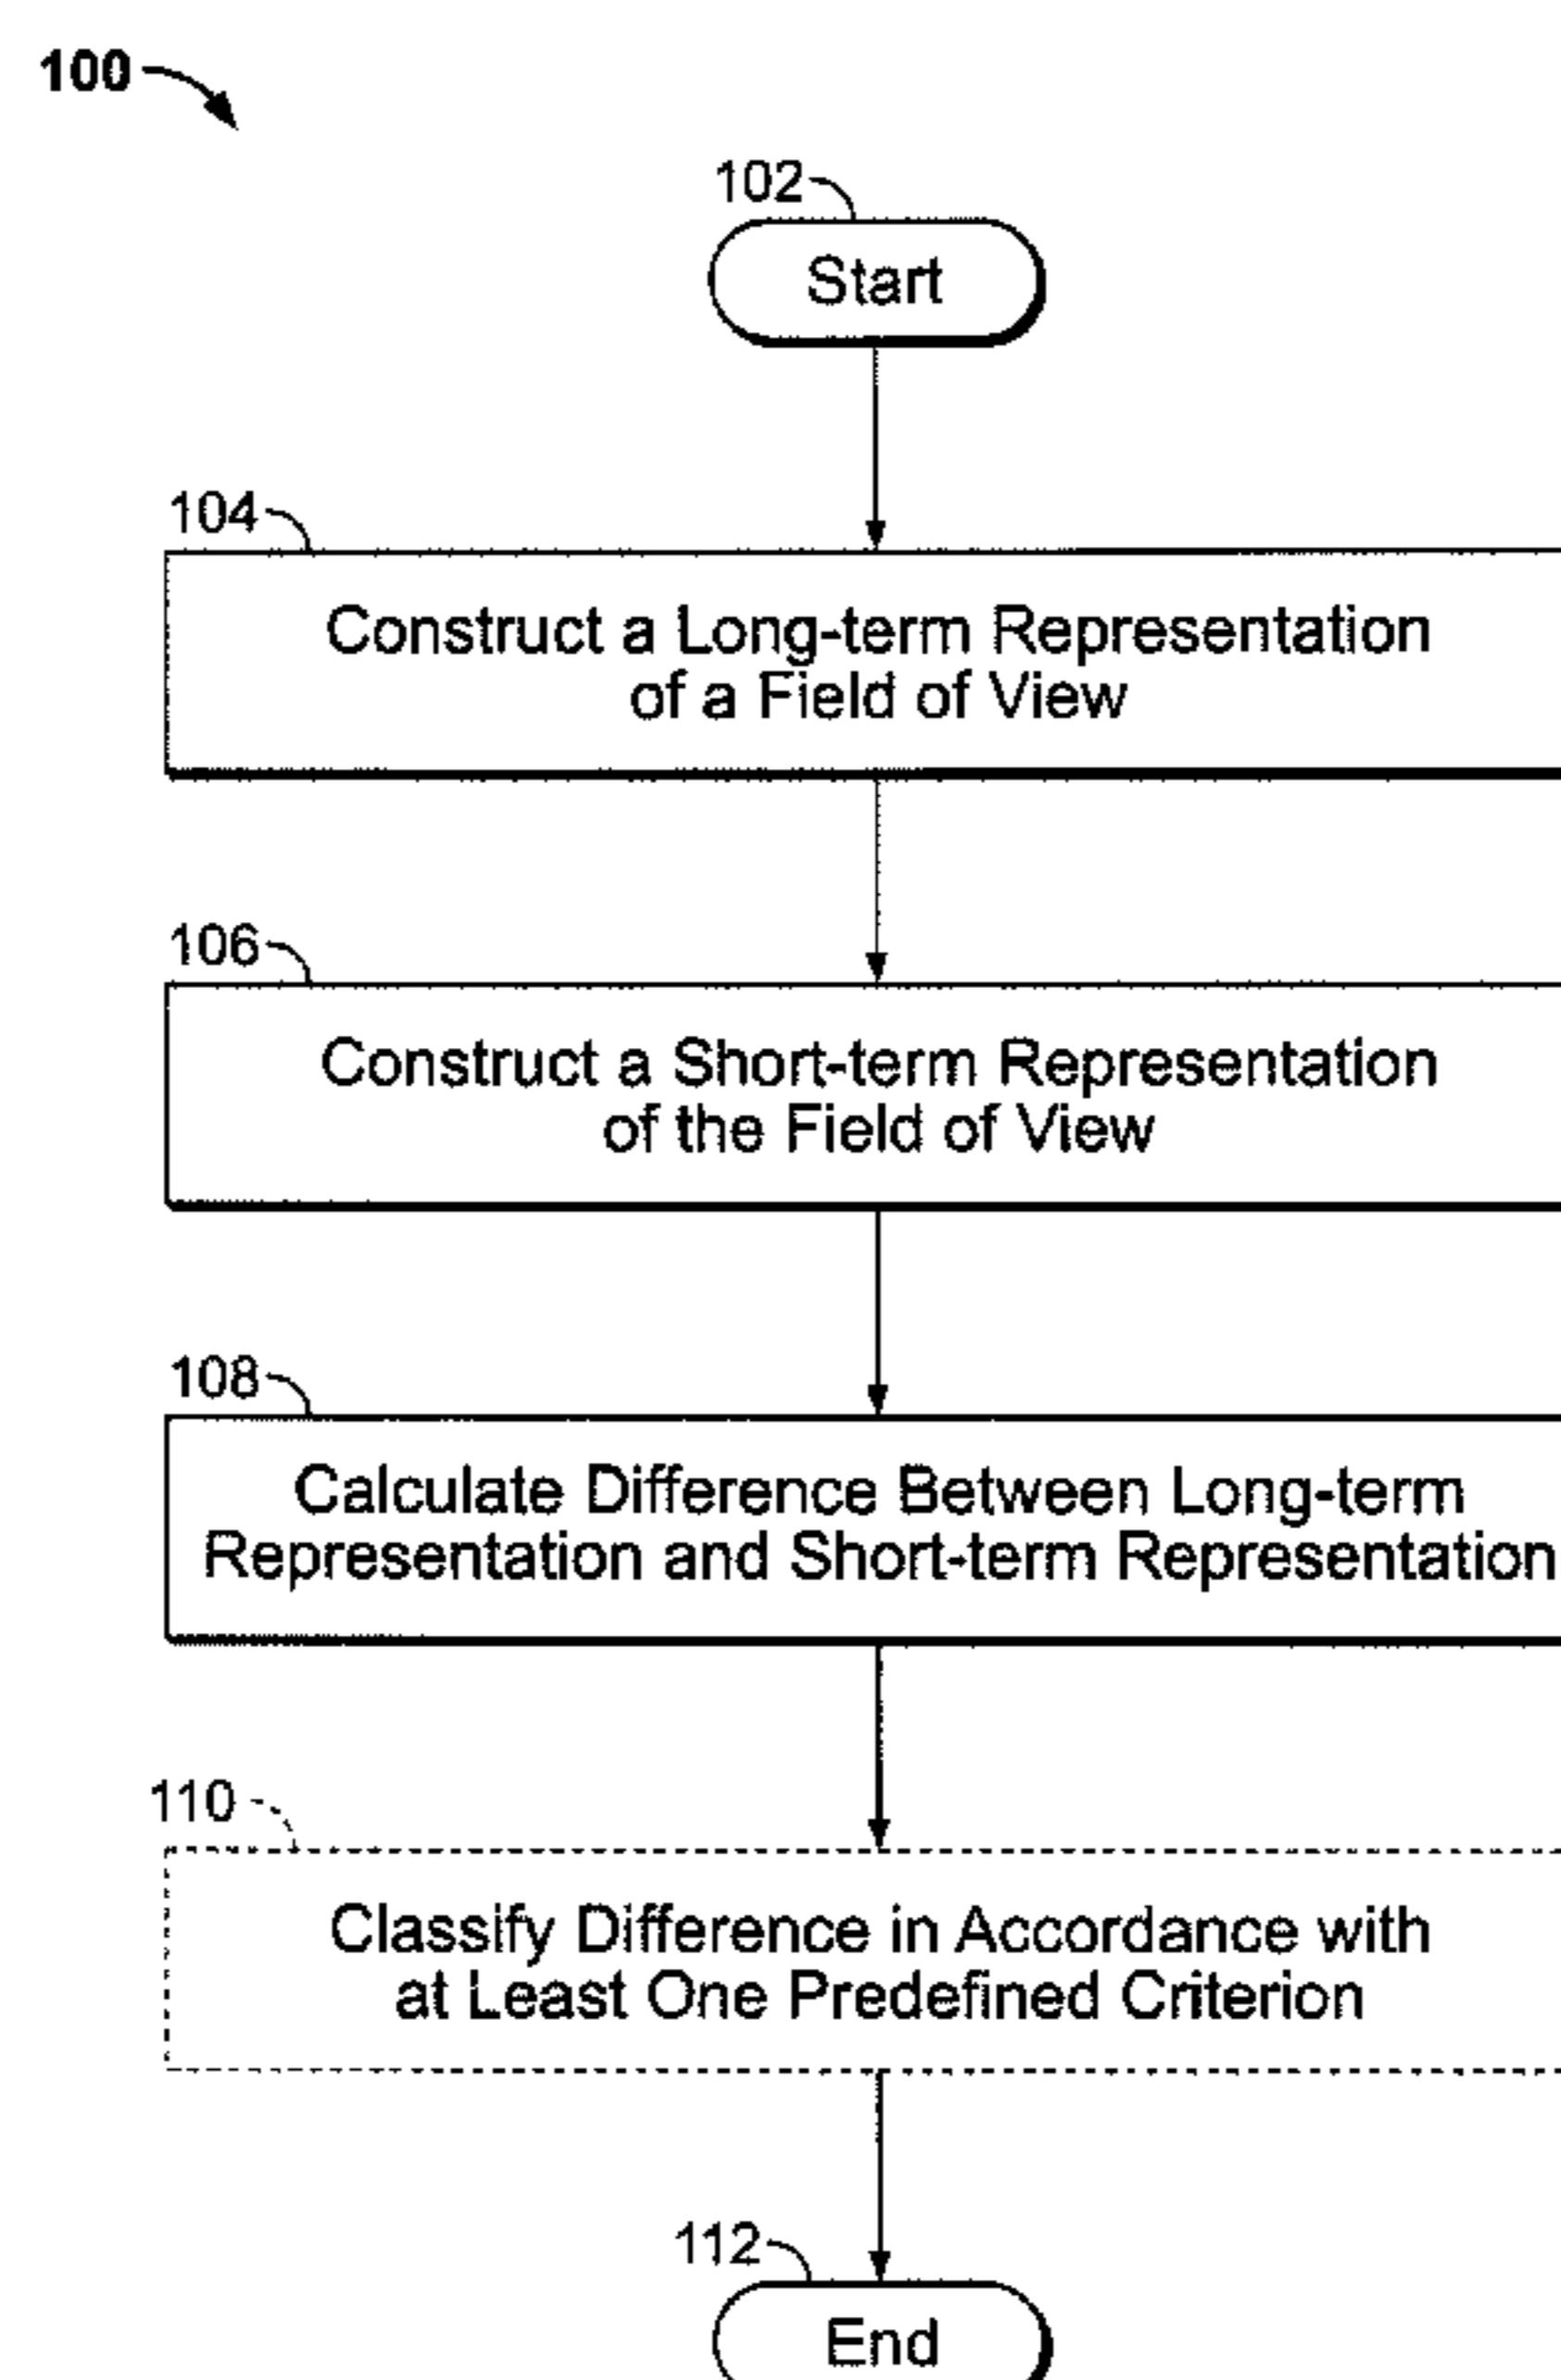 100
102
Start
104
Construct a Long-term Representation
of a Field of View
106
Construct a Short-term Representation
of the Field of View
108
Calculate Difference Between Long-term
Representation and Short-term Representation
110
Classify Difference in Accordance with
at Least One Predefined Criterion
112
End